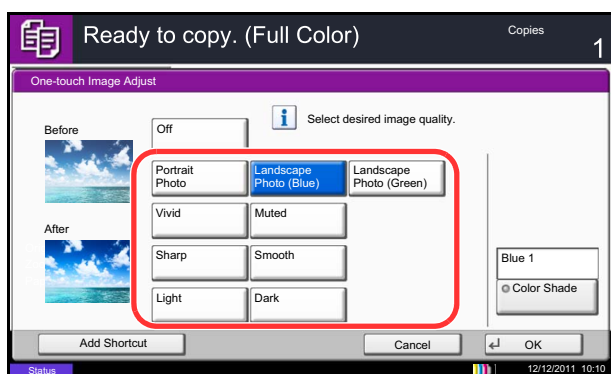 Ready to copy. (Full Color)
Copies
1
One-touch Image Adjust
Before
Off
Select desired image quality.
Portrait
Photo
Landscape
Photo (Blue)
Landscape
Photo (Green)
After
Vivid
Muted
Sharp
Smooth
Blue 1
Color Shade
Light
Dark
Add Shortcut
Cancel
OK
Status
12/12/2011 10:10